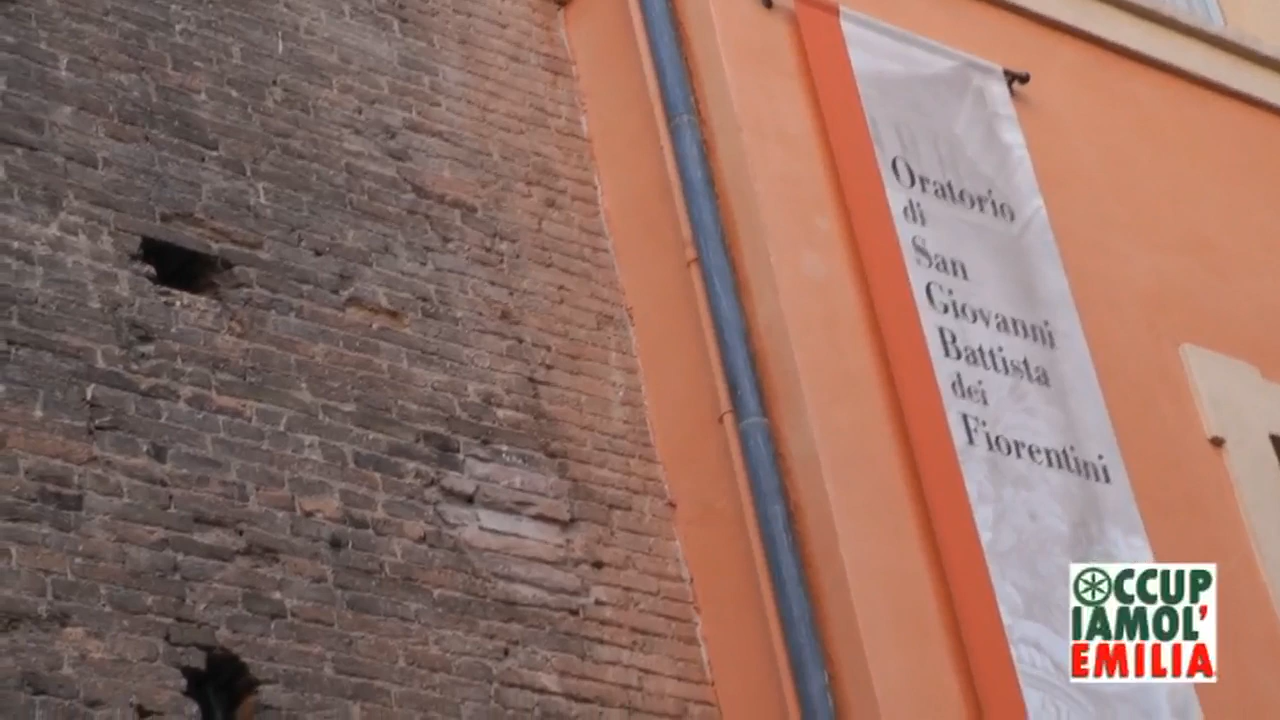 Oratorio
di
San
Giovanni
Battista
dei
Fiorentini
OCCUP
IAMOL'
EMILIA